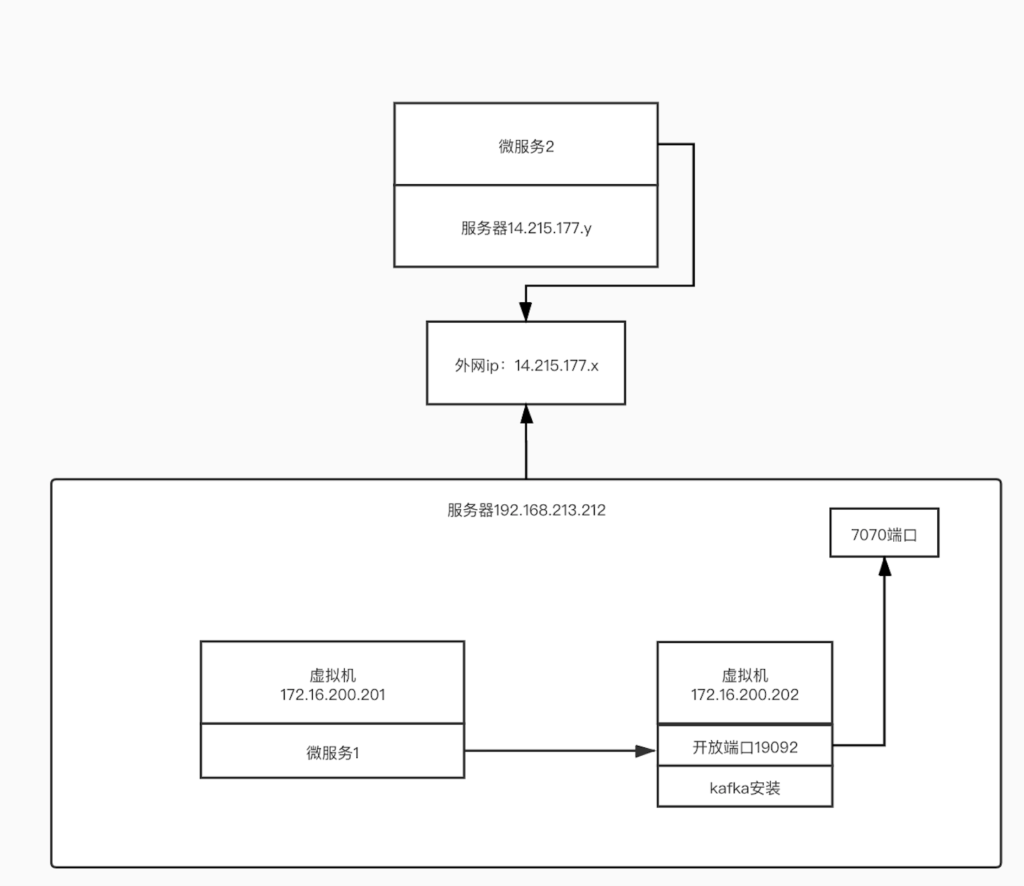 微服务2
服务器14.215.177.y
外网ip：14.215.177.x
服务器192.168.213.212
7070端口
虚拟机
172.16.200.201
微服务1
虚拟机
172.16.200.202
开放端口19092
kafka安装